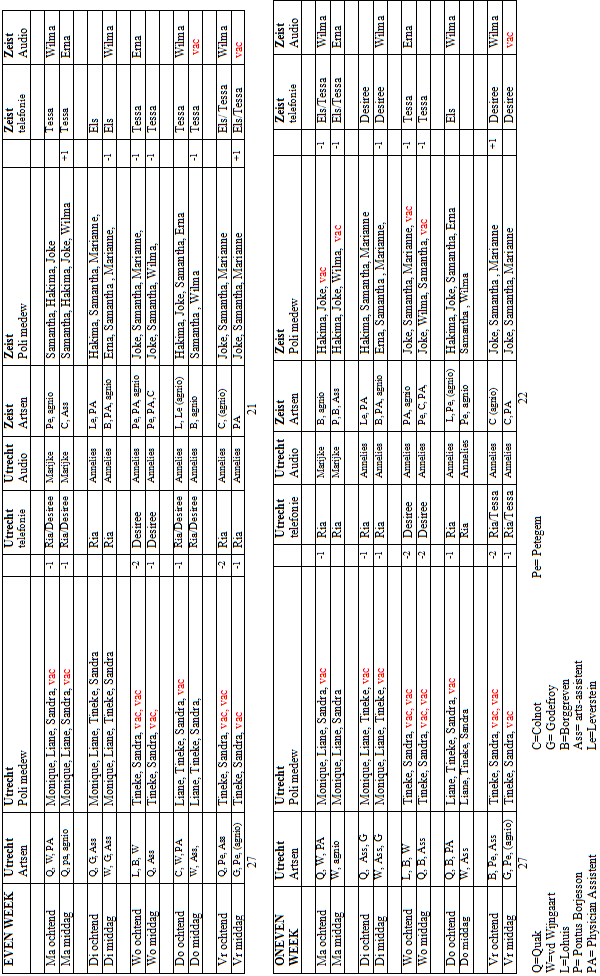 EVEN WEEK Utrecht Artsen Utrecht Poli medew Utrecht telefonie Utrecht Audio Zeist Artsen Zeist Poli medew Zeist telefonie Zeist Audio
Ma ochtend Q, W, PA Monique, Liane, Sandra, vac -1 Ria/Desiree Marijke Pe, agnio Samantha, Hakima, Joke Tessa Wilma
Ma middag Q, pa, agnio Monique, Liane, Sandra, vac -1 Ria/Desiree Marijke C, Ass Samantha, Hakima, Joke, Wilma +1 Tessa Erna
Di ochtend Q, G, Ass Monique, Liane, Tineke, Sandra Ria Annelies Le, PA Hakima, Samantha, Marianne, Els
Di middag W, G, Ass Monique, Liane, Tineke, Sandra Ria Annelies B, PA, agnio Erna, Samantha , Marianne, -1 Els Wilma
Wo ochtend L, B, W Tineke, Sandra, vac, vac -2 Desiree Annelies Pe, PA, agnio Joke, Samantha, Marianne, -1 Tessa Erna
Wo middag Q, Ass Tineke, Sandra, vac, -1 Desiree Annelies Pe, PA, C Joke, Samantha, Wilma, -1 Tessa
Do ochtend C, W, PA Liane, Tineke, Sandra, vac -1 Ria/Desiree Annelies L, Le (agnio) Hakima, Joke, Samantha, Erna Tessa Wilma
Do middag W, Ass, Liane, Tineke, Sandra, Ria/Desiree Annelies B, agnio Samantha , Wilma -1 Tessa vac
Vr ochtend Q, Pe, Ass Tineke, Sandra, vac, vac -2 Ria Annelies C, (agnio) Joke, Samantha, Marianne Els/ Tessa Wilma
Vr middag G, Pe, (agnio) Tineke, Sandra, vac -1 Ria Annelies PA Joke, Samantha, Marianne +1 Els/Tessa vac
27 21
ONEVEN WEEK Utrecht Artsen Utrecht Poli medew Utrecht telefonie Utrecht Audio Zeist Artsen Zeist Poli medew Zeist telefonie Zeist Audio
Ma ochtend Q, W, PA Monique, Liane, Sandra, vac -1 Ria Marijke B, agnio Hakima, Joke, vac -1 Els/Tessa Wilma
Ma middag W, agnio Monique, Liane, Sandra Ria Marijke P, B, Ass Hakima, Joke, Wilma, vac -1 Els/Tessa Erna
Di ochtend Q, Ass, G Monique, Liane, Tineke, vac -1 Ria Annelies Le, PA Hakima, Samantha, Marianne Desiree
Di middag W, Ass, G Monique, Liane, Tineke, vac -1 Ria Annelies B, PA, agnio Erna, Samantha , Marianne, -1 Desiree Wilma
Wo ochtend L, B, W Tineke, Sandra, vac, vac -2 Desiree Annelies PA, agnio Joke, Samantha, Marianne, vac -1 Tessa Erna
Wo middag Q, B, Ass Tineke, Sandra, vac, vac -2 Desiree Annelies Pe, C, PA Joke, Wilma, Samantha, vac -1 Tessa
Do ochtend Q, B, PA Liane, Tineke, Sandra, vac -1 Ria Annelies L, Pe, (agnio) Hakima, Joke, Samantha, Erna Els Wilma
Do middag W, Ass Liane, Tineke, Sandra Ria Annelies Pe, agnio Samantha , Wilma
Vr ochtend B, Pe, Ass Tineke, Sandra, vac, vac -2 Ria/Tessa Annelies C (agnio) Joke, Samantha , Marianne +1 Desiree Wilma
Vr middag G, Pe, (agnio) Tineke, Sandra, vac -1 Ria/Tessa Annelies C, PA Joke, Samantha, Marianne Desiree vac
27 22
Q=Quak C=Colnot Pe= Petegem
W=vd Wijngaart G= Godefroy
L=Lohuis B=Borggreven
P= Pontus Borjesson Ass= arts-assistent
PA= Physician Assistent Le=Leverstein